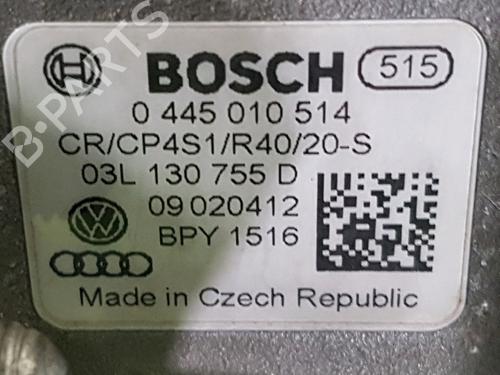 BOSCH 515
0 445 010 514
CR/CP4S1/R40/20-S
03L 130 755 D
09 020412
BPY 1516
Made in Czech Republic
B-PARTS